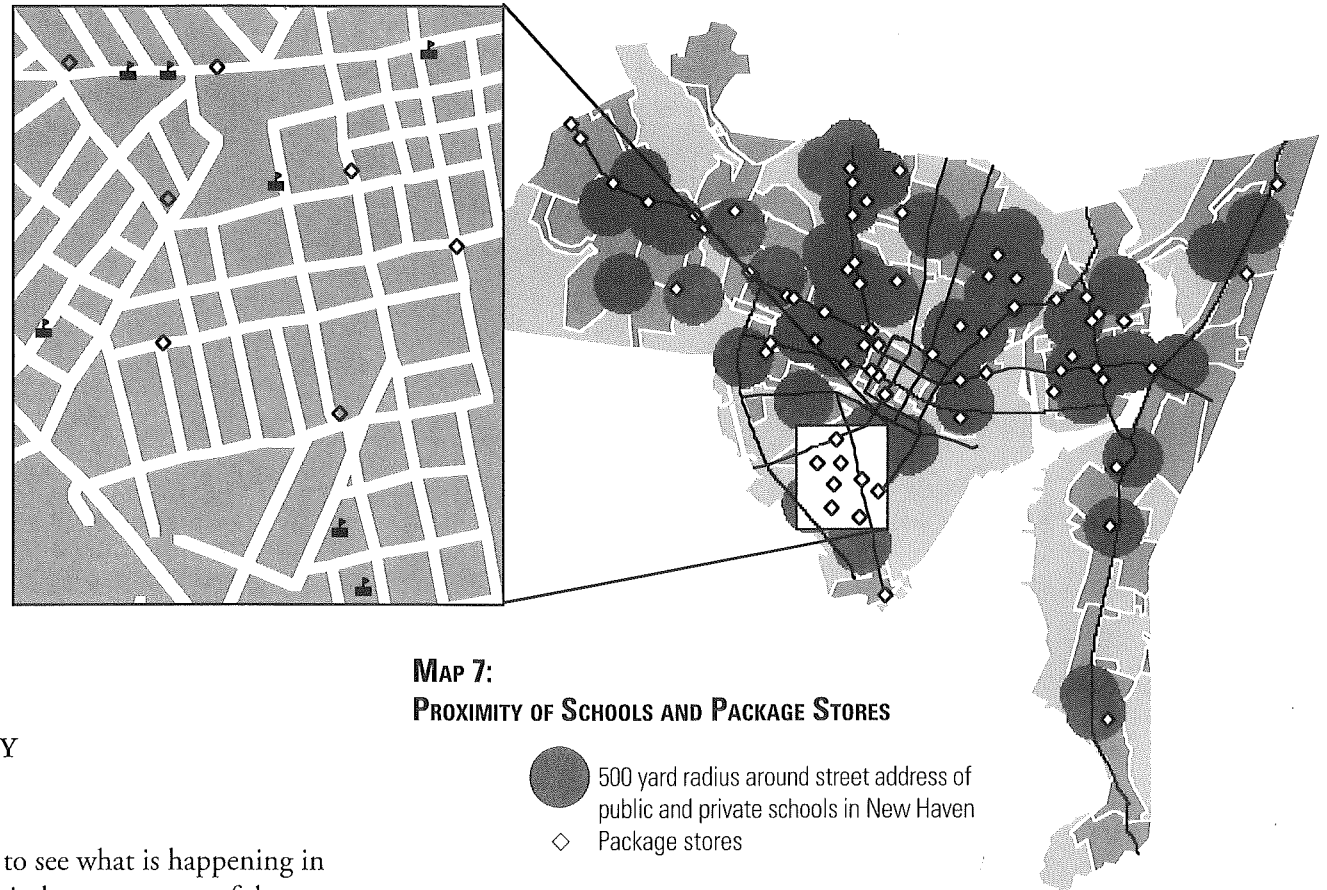 MAP 7:
PROXIMITY OF SCHOOLS AND PACKAGE STORES
500 yard radius around street address of
public and private schools in New Haven
Package stores
Y
to see what is happening in